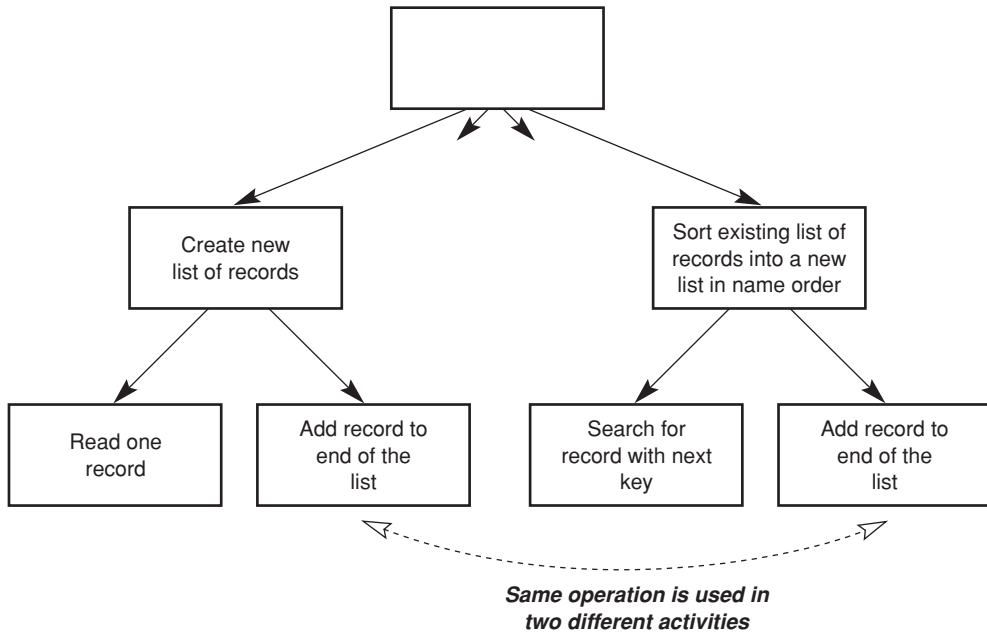 Create new
list of records
Sort existing list of
records into a new
list in name order
Read one
record
Add record to
end of the
list
Search for
record with next
key
Add record to
end of the
list
Same operation is used in
two different activities